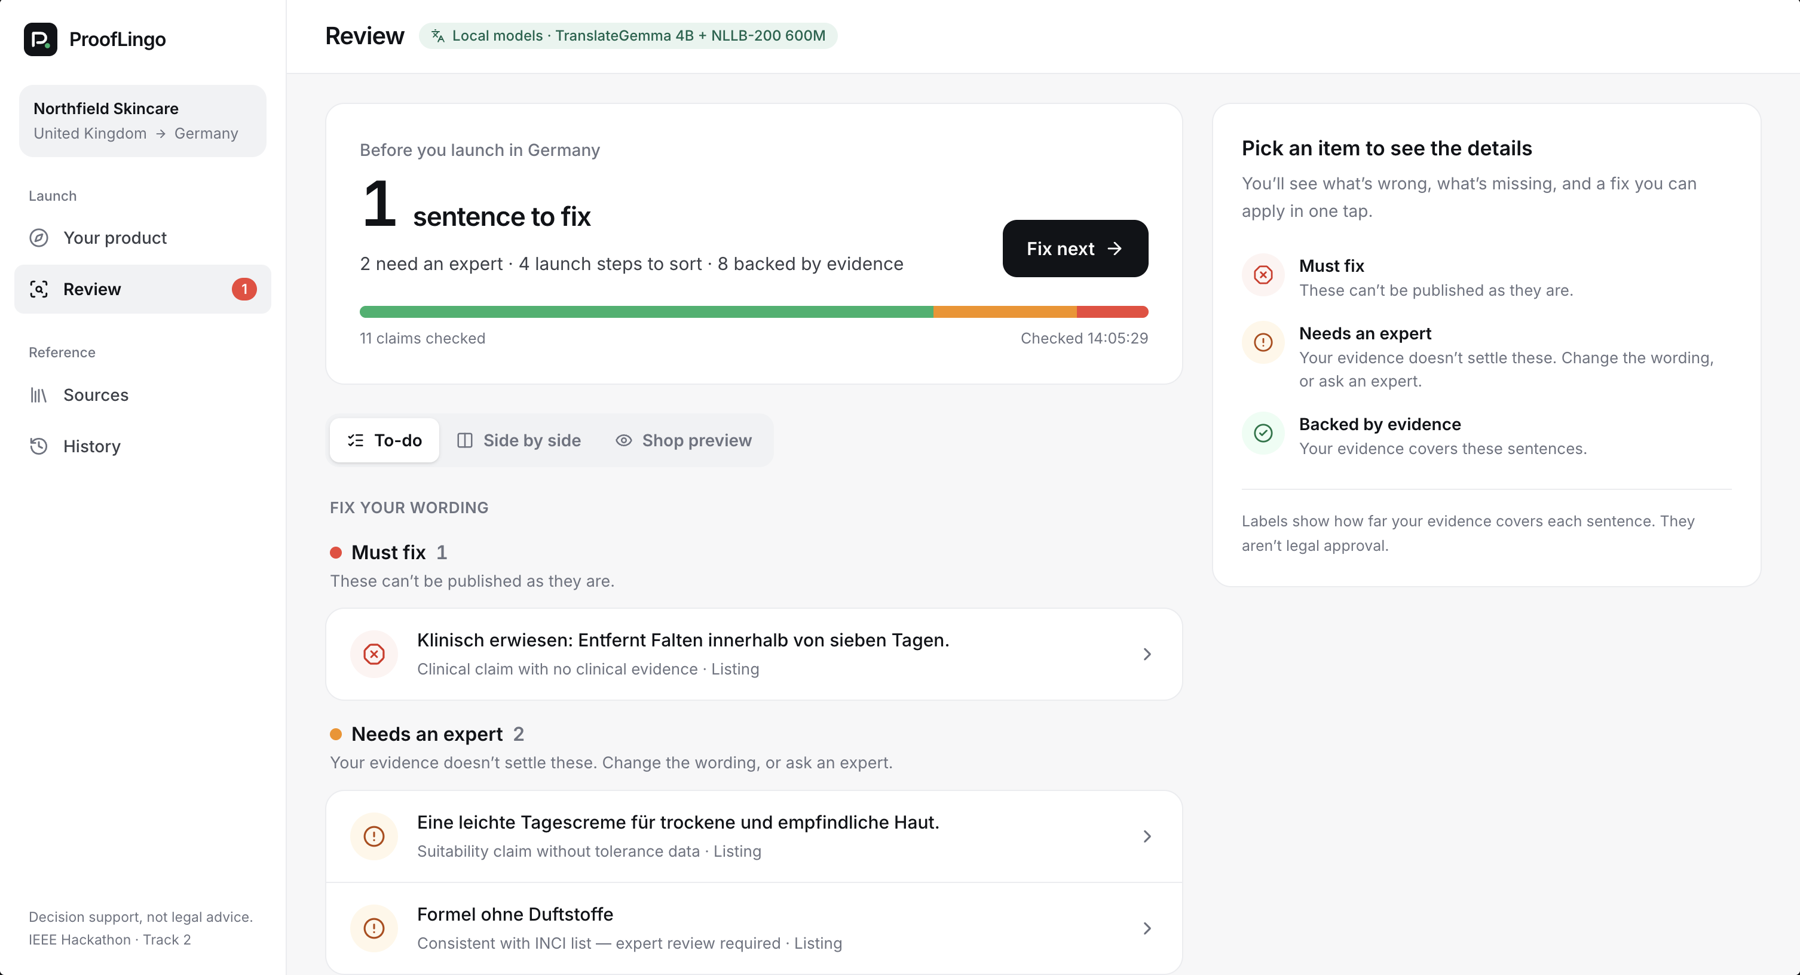 ProofLingo
Northfield Skincare
United Kingdom → Germany
Launch
Your product
Review
1
Reference
Sources
History
Decision support, not legal advice.
IEEE Hackathon · Track 2
Review
Local models · TranslateGemma 4B + NLLB-200 600M
Before you launch in Germany
1 sentence to fix
2 need an expert · 4 launch steps to sort · 8 backed by evidence
Fix next →
11 claims checked
Checked 14:05:29
To-do
Side by side
Shop preview
FIX YOUR WORDING
Must fix 1
These can’t be published as they are.
Klinisch erwiesen: Entfernt Falten innerhalb von sieben Tagen.
Clinical claim with no clinical evidence · Listing
Needs an expert 2
Your evidence doesn’t settle these. Change the wording, or ask an expert.
Eine leichte Tagescreme für trockene und empfindliche Haut.
Suitability claim without tolerance data · Listing
Formel ohne Duftstoffe
Consistent with INCI list — expert review required · Listing
Pick an item to see the details
You’ll see what’s wrong, what’s missing, and a fix you can
apply in one tap.
Must fix
These can’t be published as they are.
Needs an expert
Your evidence doesn’t settle these. Change the wording,
or ask an expert.
Backed by evidence
Your evidence covers these sentences.
Labels show how far your evidence covers each sentence. They
aren’t legal approval.